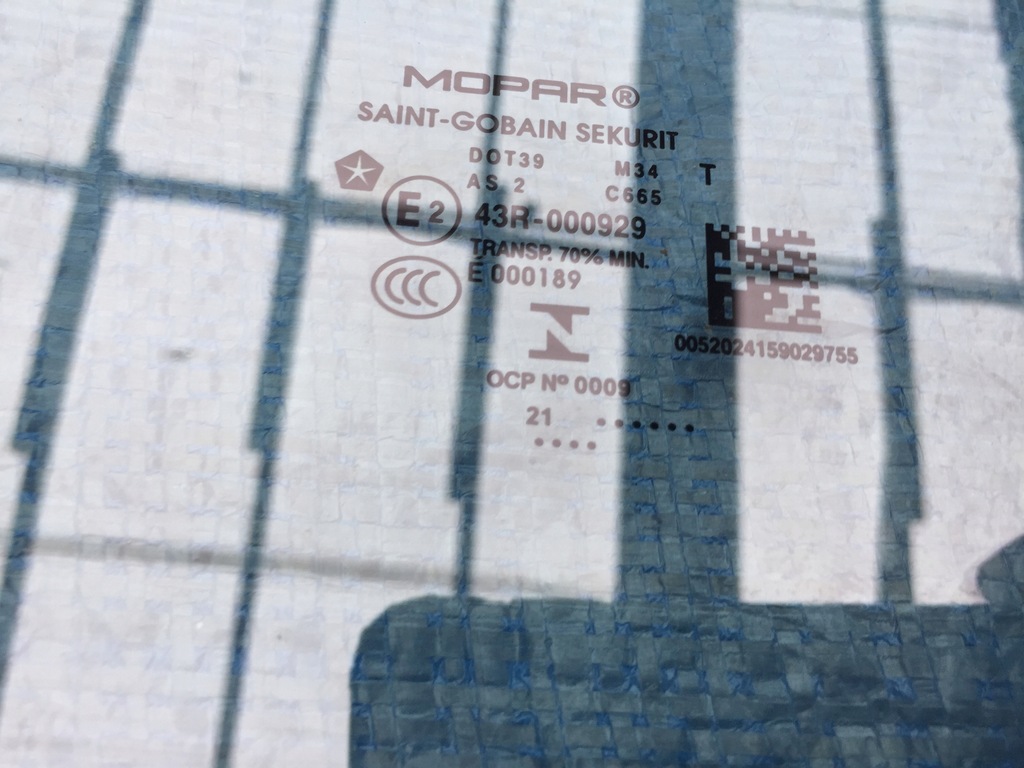 MOPAR®
SAINT-GOBAIN SEKURIT
DOT39 M34 T
AS 2 C665
E2 43R-000929
TRANSP. 70% MIN.
CCC E 000189
OCP Nº 0009
0052024159029755
21 . . . . . .
. . . .